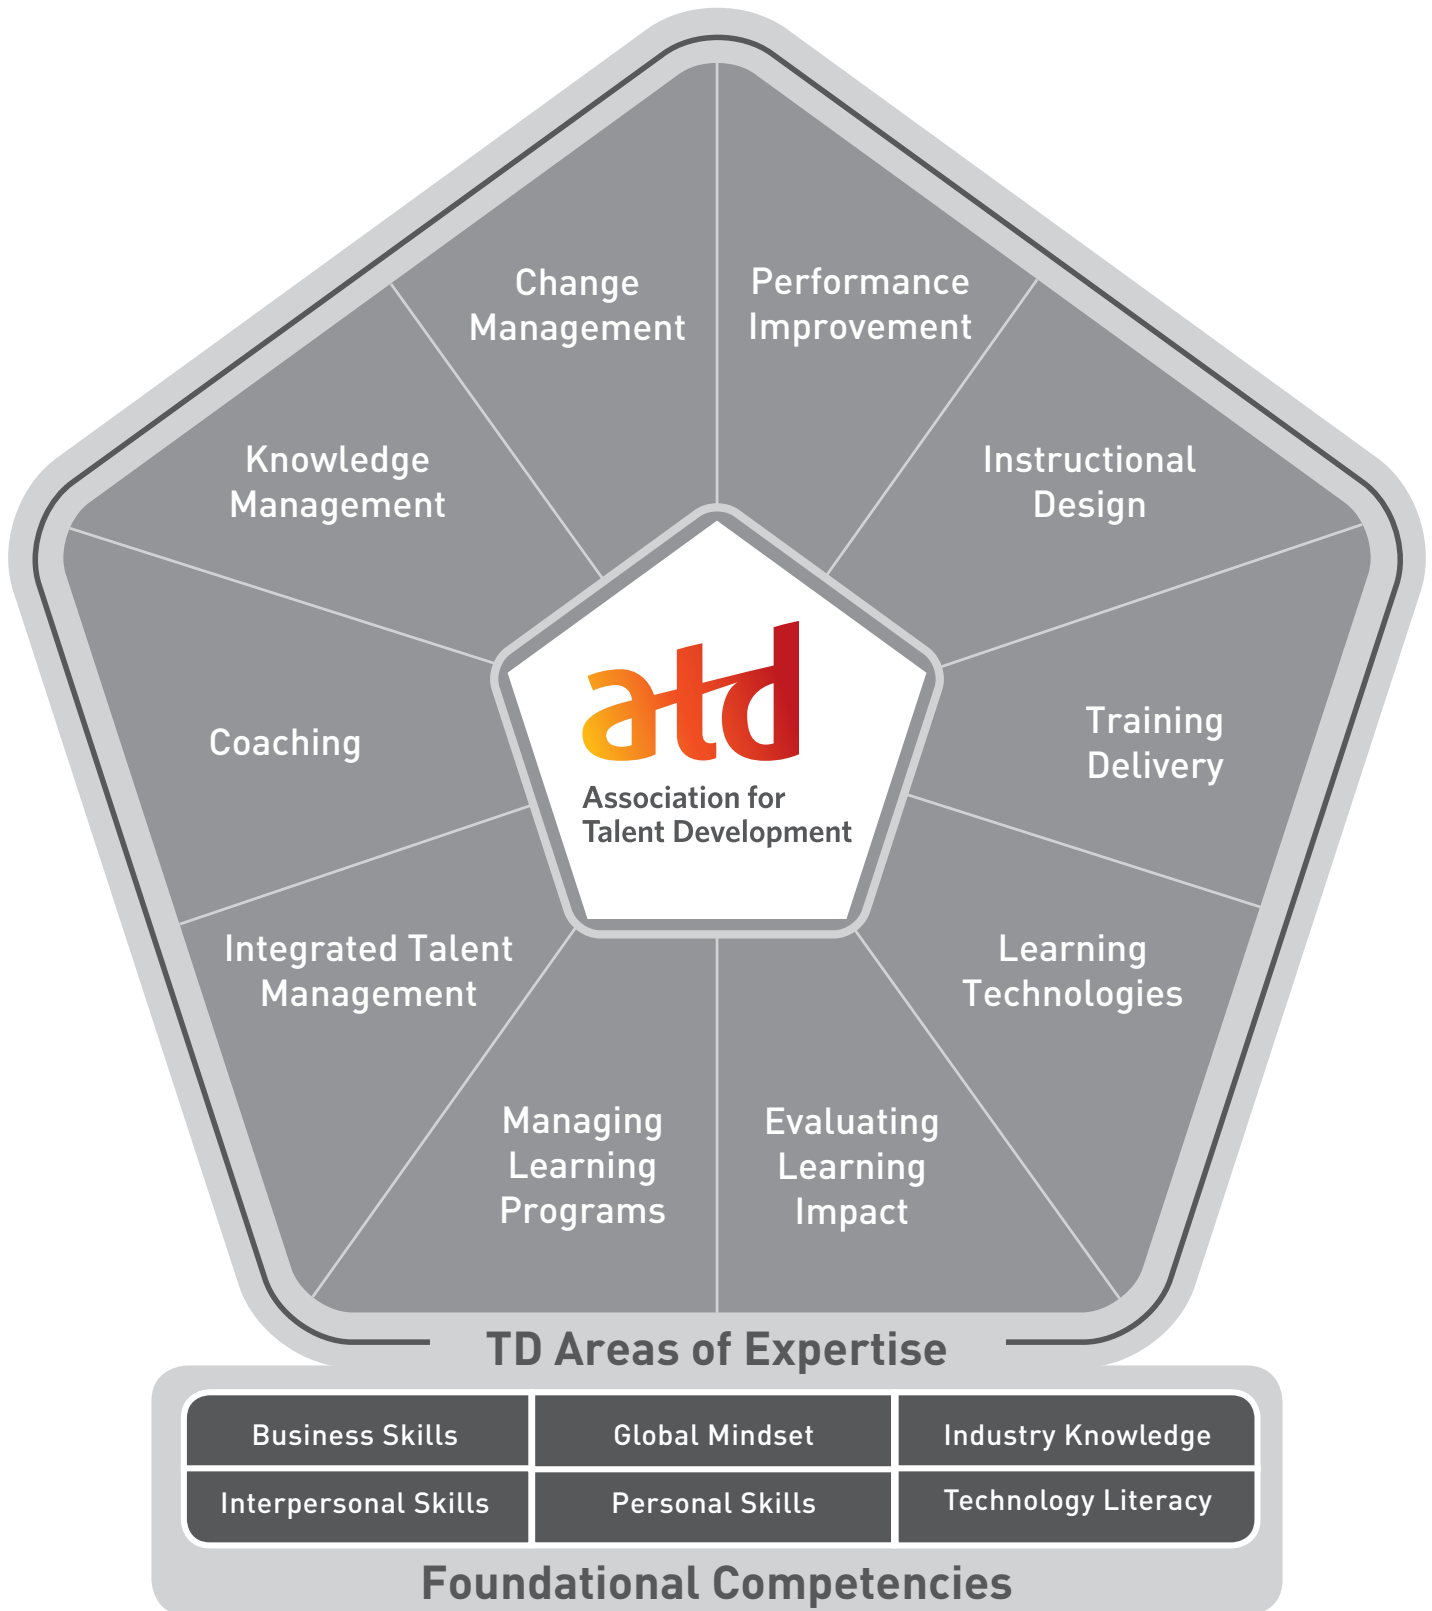 Change
Management
Performance
Improvement
Knowledge
Management
Instructional
Design
Coaching
Training
Delivery
atd
Association for
Talent Development
Integrated Talent
Management
Learning
Technologies
Managing
Learning
Programs
Evaluating
Learning
Impact
TD Areas of Expertise
Business Skills
Global Mindset
Industry Knowledge
Interpersonal Skills
Personal Skills
Technology Literacy
Foundational Competencies